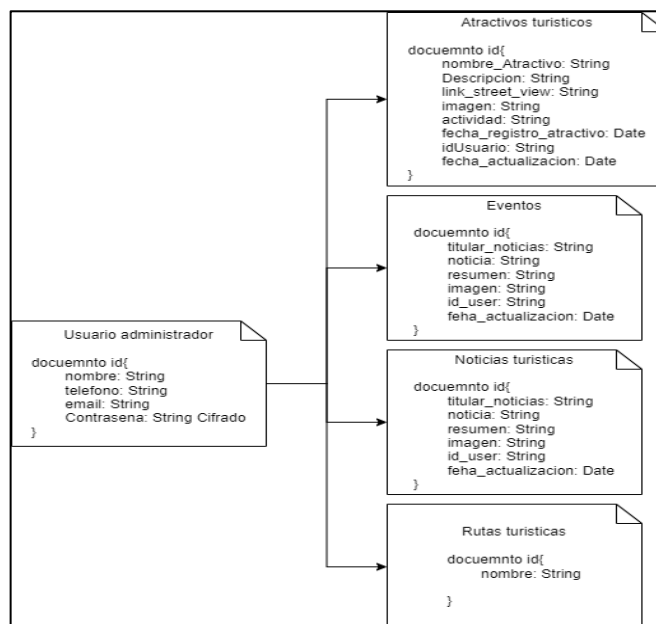 Atractivos turisticos
docuemnto id{
nombre_Atractivo: String
Descripcion: String
link_street_view: String
imagen: String
actividad: String
fecha_registro_atractivo: Date
idUsuario: String
fecha_actualizacion: Date
}
Eventos
docuemnto id{
titular_noticias: String
noticia: String
resumen: String
imagen: String
id_user: String
feha_actualizacion: Date
}
Usuario administrador
docuemnto id{
nombre: String
telefono: String
email: String
Contrasena: String Cifrado
}
Noticias turisticas
docuemnto id{
titular_noticias: String
noticia: String
resumen: String
imagen: String
id_user: String
feha_actualizacion: Date
}
Rutas turisticas
docuemnto id{
nombre: String
}